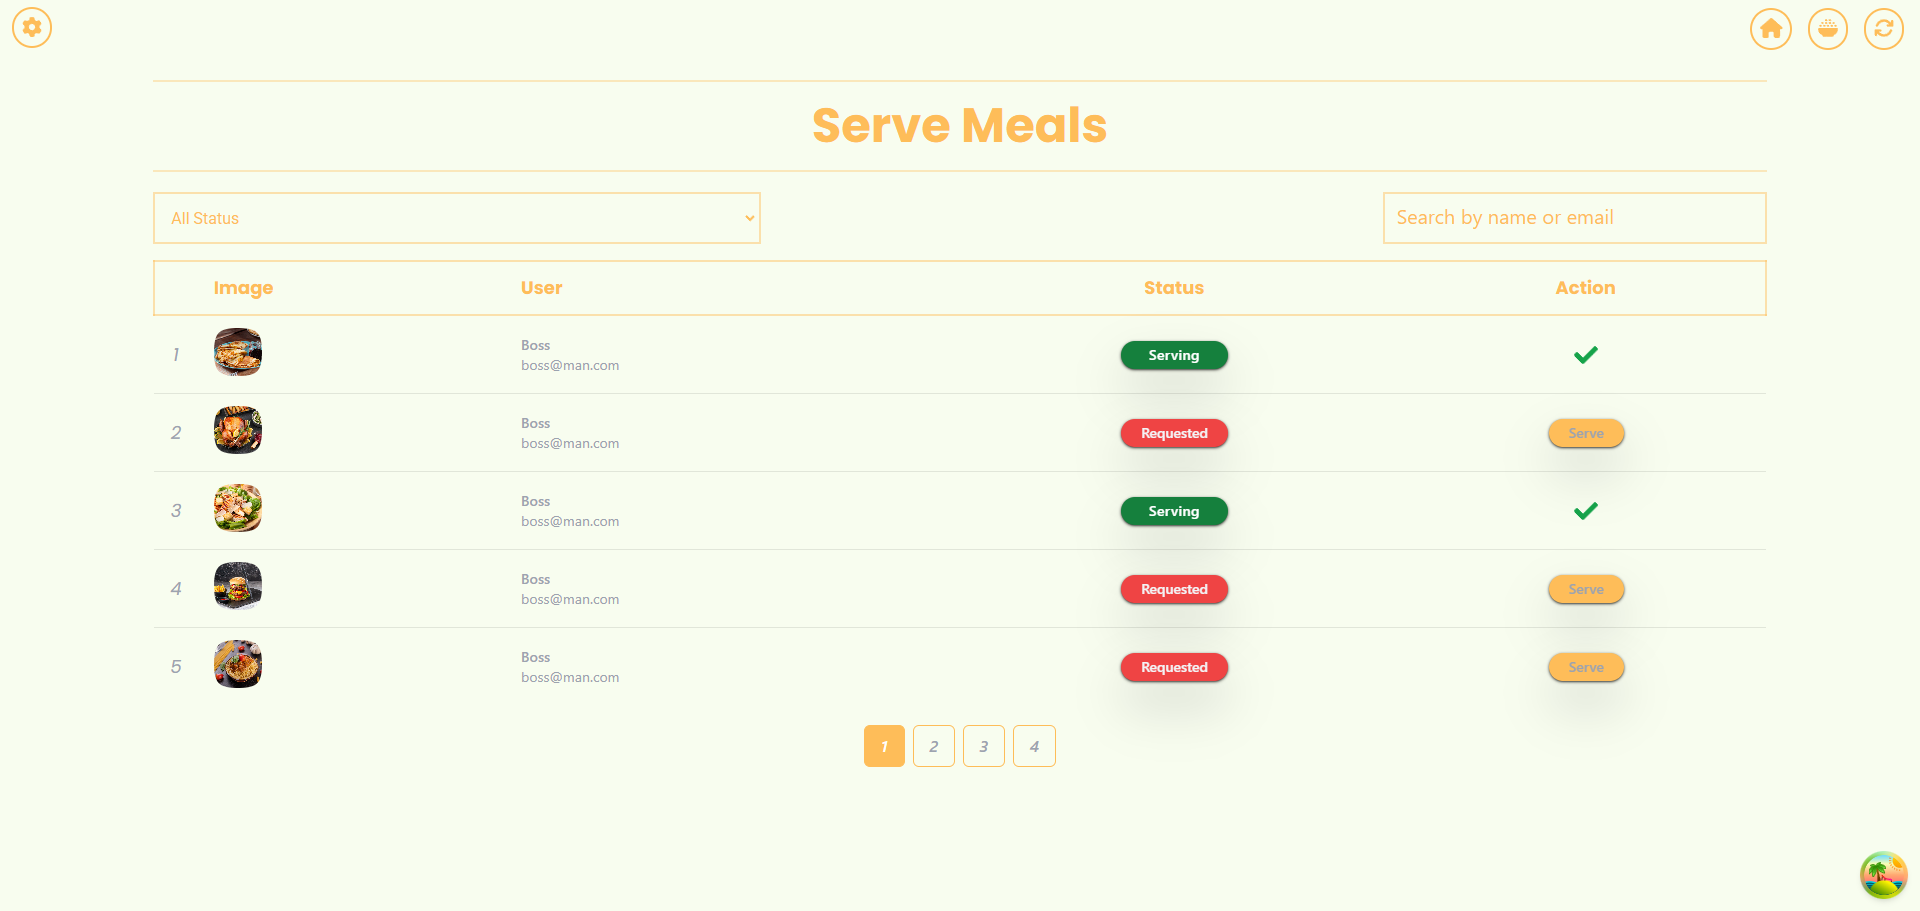 Serve Meals
All Status
Search by name or email
Image User Status Action
1 Boss Serving
boss@man.com
2 Boss Requested Serve
boss@man.com
3 Boss Serving
boss@man.com
4 Boss Requested Serve
boss@man.com
5 Boss Requested Serve
boss@man.com
1 2 3 4